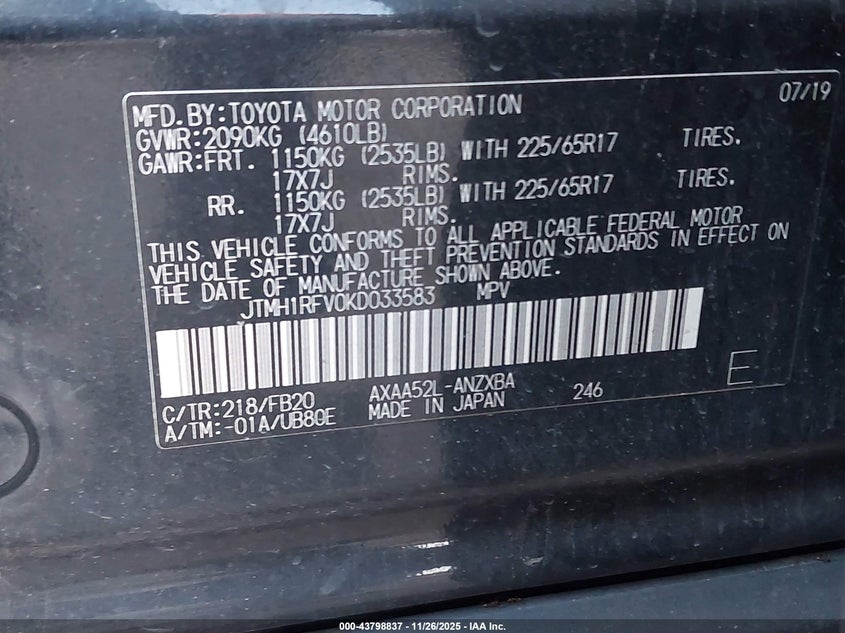 07/19
MFD.BY:TOYOTA MOTOR CORPORATION
GVWR:2090KG (4610LB)
GAWR:FRT. 1150KG (2535LB) WITH 225/65R17 TIRES.
17X7J RIMS.
RR. 1150KG (2535LB) WITH 225/65R17 TIRES.
17X7J RIMS.
THIS VEHICLE CONFORMS TO ALL APPLICABLE FEDERAL MOTOR
VEHICLE SAFETY AND THEFT PREVENTION STANDARDS IN EFFECT ON
THE DATE OF MANUFACTURE SHOWN ABOVE.
JTMH1RFV0KD033583 MPV
C/TR:218/FB20 AXAA52L-ANZXBA 246 E
A/TM:-01A/UB80E MADE IN JAPAN
000-43798837 - 11/26/2025 - IAA Inc.